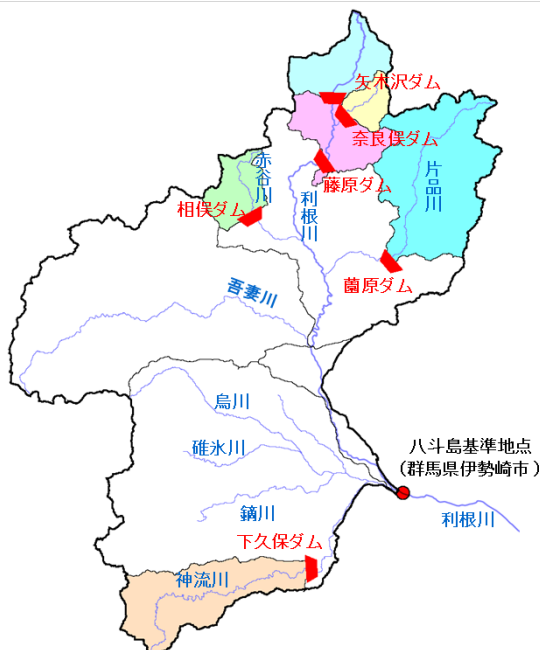 矢木沢ダム
奈良俣ダム
藤原ダム
片品川
赤谷川
相俣ダム
利根川
薗原ダム
吾妻川
烏川
碓氷川
八斗島基準地点
（群馬県伊勢崎市）
鏑川
利根川
下久保ダム
神流川